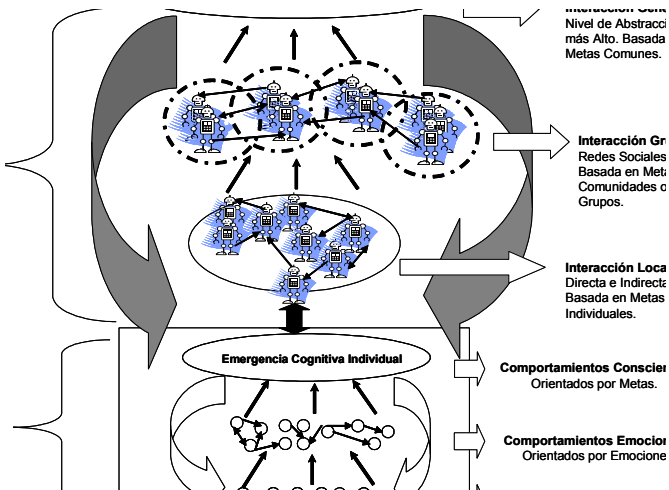 Nivel de Abstracci
más Alto. Basada
Metas Comunes.
Interacción Gru
Redes Sociales
Basada en Meta
Comunidades o
Grupos.
Interacción Loca
Directa e Indirecta
Basada en Metas
Individuales.
Emergencia Cognitiva Individual
Comportamientos Conscien
Orientados por Metas.
Comportamientos Emocion
Orientados por Emocione